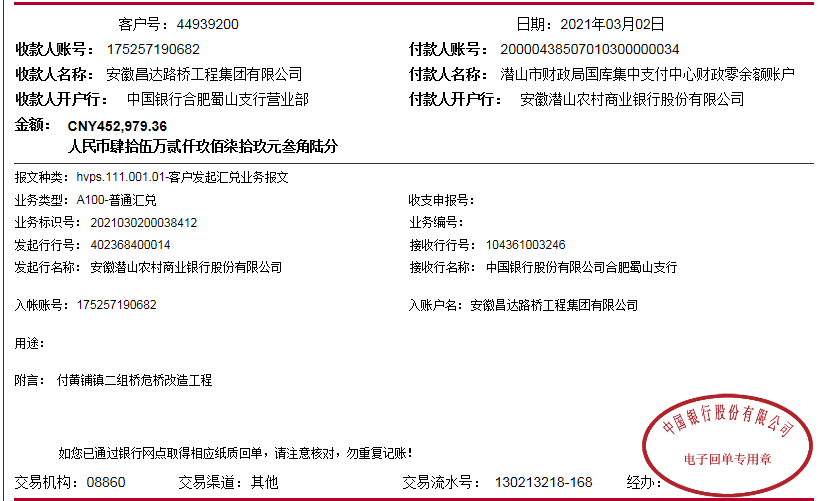 客户号：44939200 日期：2021年03月02日
收款人账号：175257190682 付款人账号：20000438507010300000034
收款人名称：安徽昌达路桥工程集团有限公司 付款人名称：潜山市财政局国库集中支付中心财政零余额账户
收款人开户行：中国银行合肥蜀山支行营业部 付款人开户行：安徽潜山农村商业银行股份有限公司
金额：CNY452,979.36
人民币肆拾伍万贰仟玖佰柒拾玖元叁角陆分
报文种类：hvps.111.001.01-客户发起汇兑业务报文
业务类型：A100-普通汇兑 收支申报号：
业务标识号：2021030200038412 业务编号：
发起行行号：402368400014 接收行行号：104361003246
发起行名称：安徽潜山农村商业银行股份有限公司 接收行名称：中国银行股份有限公司合肥蜀山支行
入帐账号：175257190682 入账户名：安徽昌达路桥工程集团有限公司
用途：
附言：付黄铺镇二组桥危桥改造工程
中国银行股份有限公司
电子回单专用章
如您已通过银行网点取得相应纸质回单，请注意核对，勿重复记账！
交易机构：08860 交易渠道：其他 交易流水号：130213218-168 经办：